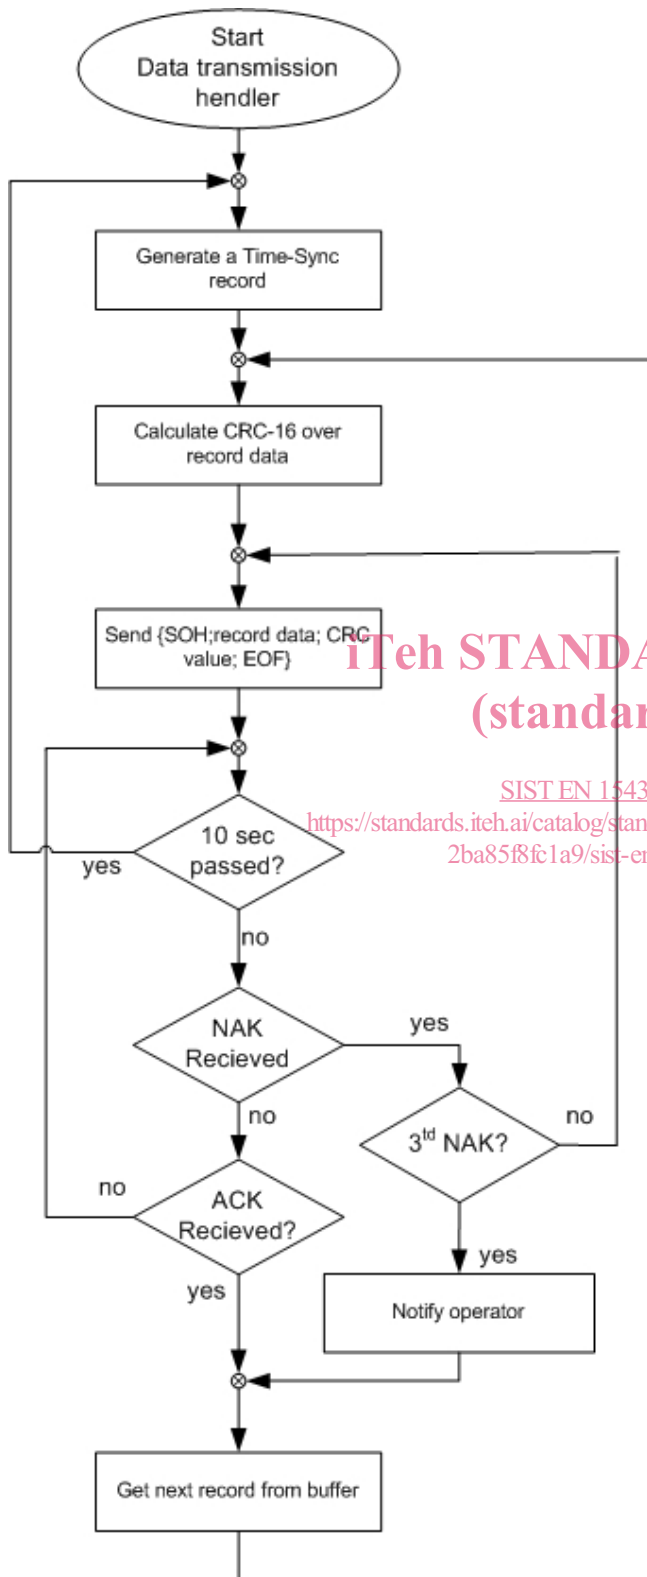 Start
Data transmission
hendler
Generate a Time-Sync
record
Calculate CRC-16 over
record data
Send {SOH;record data; CRC
value; EOF}
iTeh STANDA
(standar
SIST EN 1543
https://standards.iteh.ai/catalog/stan
2ba85f8fc1a9/sist-en
10 sec
passed?
yes
no
NAK
Recieved
yes
no
3td NAK?
no
ACK
Recieved?
no
yes
yes
Notify operator
Get next record from buffer